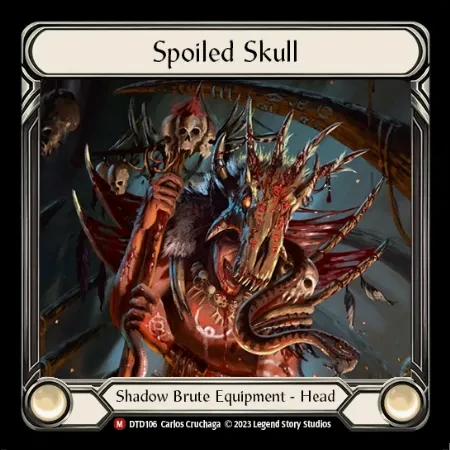 Spoiled Skull
Shadow Brute Equipment - Head
M DTD106 Carlos Cruchaga © 2023 Legend Story Studios